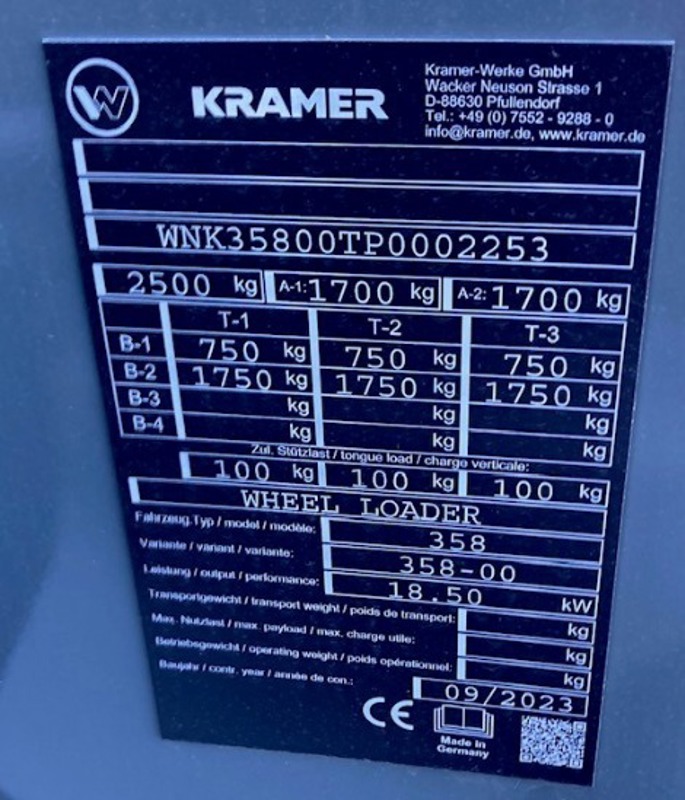 W
KRAMER
Kramer-Werke GmbH
Wacker Neuson Strasse 1
D-88630 Pfullendorf
Tel.: +49 (0) 7552 - 9288 - 0
info@kramer.de, www.kramer.de
WNK35800TP0002253
2500 kg A-1: 1700 kg A-2: 1700 kg
T-1 T-2 T-3
B-1 750 kg 750 kg 750 kg
B-2 1750 kg 1750 kg 1750 kg
B-3 kg kg kg
B-4 kg kg kg
Zul. Stützlast / tongue load / charge verticale:
100 kg 100 kg 100 kg
WHEEL LOADER
Fahrzeug.Typ / model / modèle: 358
Variante / variant / variante: 358-00
Leistung / output / performance: 18.50 kW
Transportgewicht / transport weight / poids de transport: kg
Max. Nutzlast / max. payload / max. charge utile: kg
Betriebsgewicht / operating weight / poids opérationnel: kg
Baujahr / contr. year / année de con.: 09/2023
CE
Made in
Germany